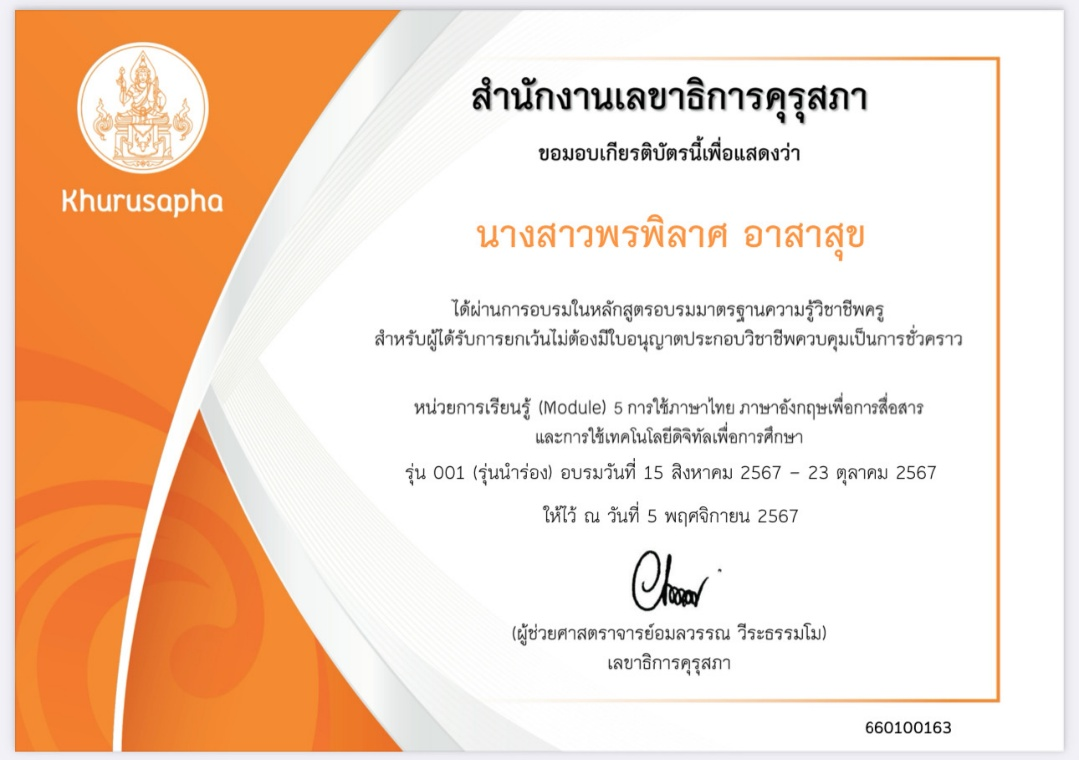 Khurusapha
สำนักงานเลขาธิการคุรุสภา
ขอมอบเกียรติบัตรนี้เพื่อแสดงว่า
นางสาวพรพิลาศ อาสาสุข
ได้ผ่านการอบรมในหลักสูตรอบรมมาตรฐานความรู้วิชาชีพครู
สำหรับผู้ได้รับการยกเว้นไม่ต้องมีใบอนุญาตประกอบวิชาชีพควบคุมเป็นการชั่วคราว
หน่วยการเรียนรู้ (Module) 5 การใช้ภาษาไทย ภาษาอังกฤษเพื่อการสื่อสาร
และการใช้เทคโนโลยีดิจิทัลเพื่อการศึกษา
รุ่น 001 (รุ่นนำร่อง) อบรมวันที่ 15 สิงหาคม 2567 – 23 ตุลาคม 2567
ให้ไว้ ณ วันที่ 5 พฤศจิกายน 2567
(ผู้ช่วยศาสตราจารย์อมลวรรณ วีระธรรมโม)
เลขาธิการคุรุสภา
660100163